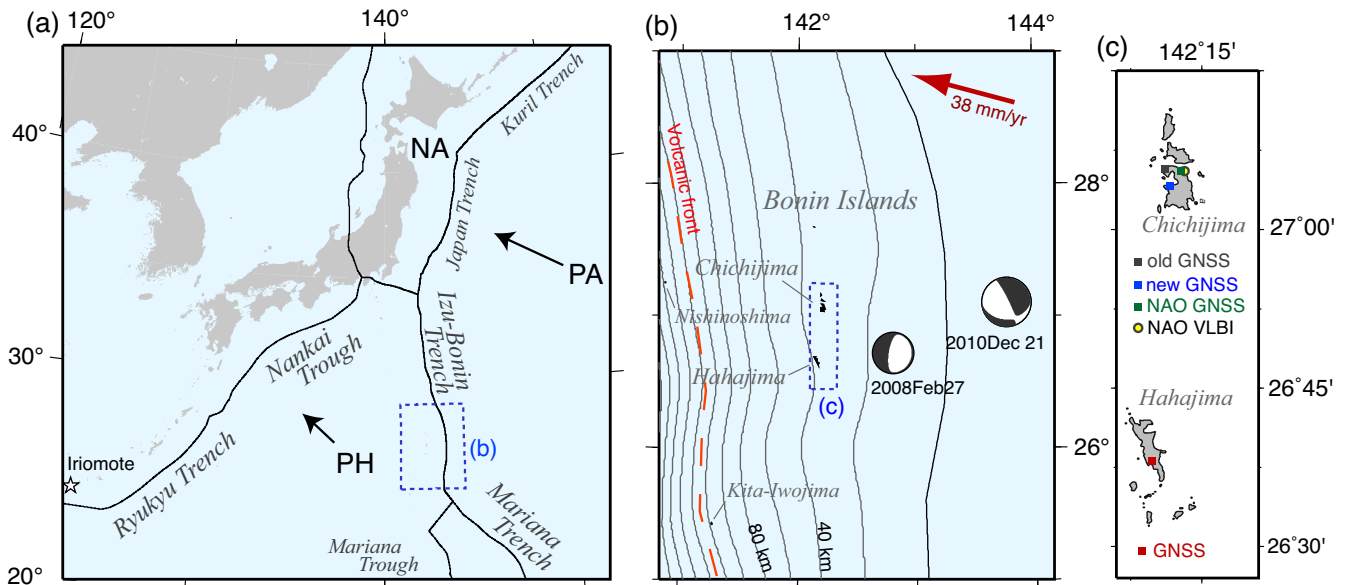 (a)
120°
140°
40°
30°
20°
NA
PA
PH
Kuril Trench
Japan Trench
Izu-Bonin
Trench
Nankai
Trough
Ryukyu Trench
Iriomote
Mariana
Trench
Mariana
Trough
(b)
(b)
142°
144°
28°
26°
38 mm/yr
Volcanic front
Bonin Islands
Chichijima
Nishinoshima
Hahajima
(c)
2010Dec 21
2008Feb27
Kita-Iwojima
80 km
40 km
(c)
142°15'
27°00'
26°45'
26°30'
Chichijima
old GNSS
new GNSS
NAO GNSS
NAO VLBI
Hahajima
GNSS